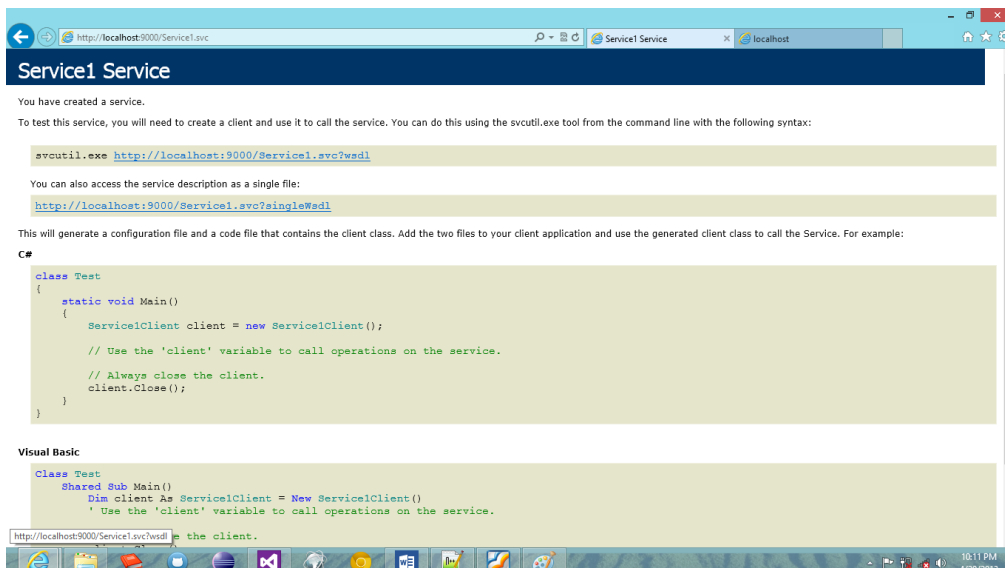 http://localhost:9000/Service1.svc
Service1 Service
localhost
Service1 Service
You have created a service.
To test this service, you will need to create a client and use it to call the service. You can do this using the svcutil.exe tool from the command line with the following syntax:
svcutil.exe http://localhost:9000/Service1.svc?wsdl
You can also access the service description as a single file:
http://localhost:9000/Service1.svc?singleWsdl
This will generate a configuration file and a code file that contains the client class. Add the two files to your client application and use the generated client class to call the Service. For example:
C#
class Test
{
static void Main()
{
Service1Client client = new Service1Client();
// Use the 'client' variable to call operations on the service.
// Always close the client.
client.Close();
}
}
Visual Basic
Class Test
Shared Sub Main()
Dim client As Service1Client = New Service1Client()
' Use the 'client' variable to call operations on the service.
http://localhost:9000/Service1.svc?wsdl
e the client.
10:11 PM